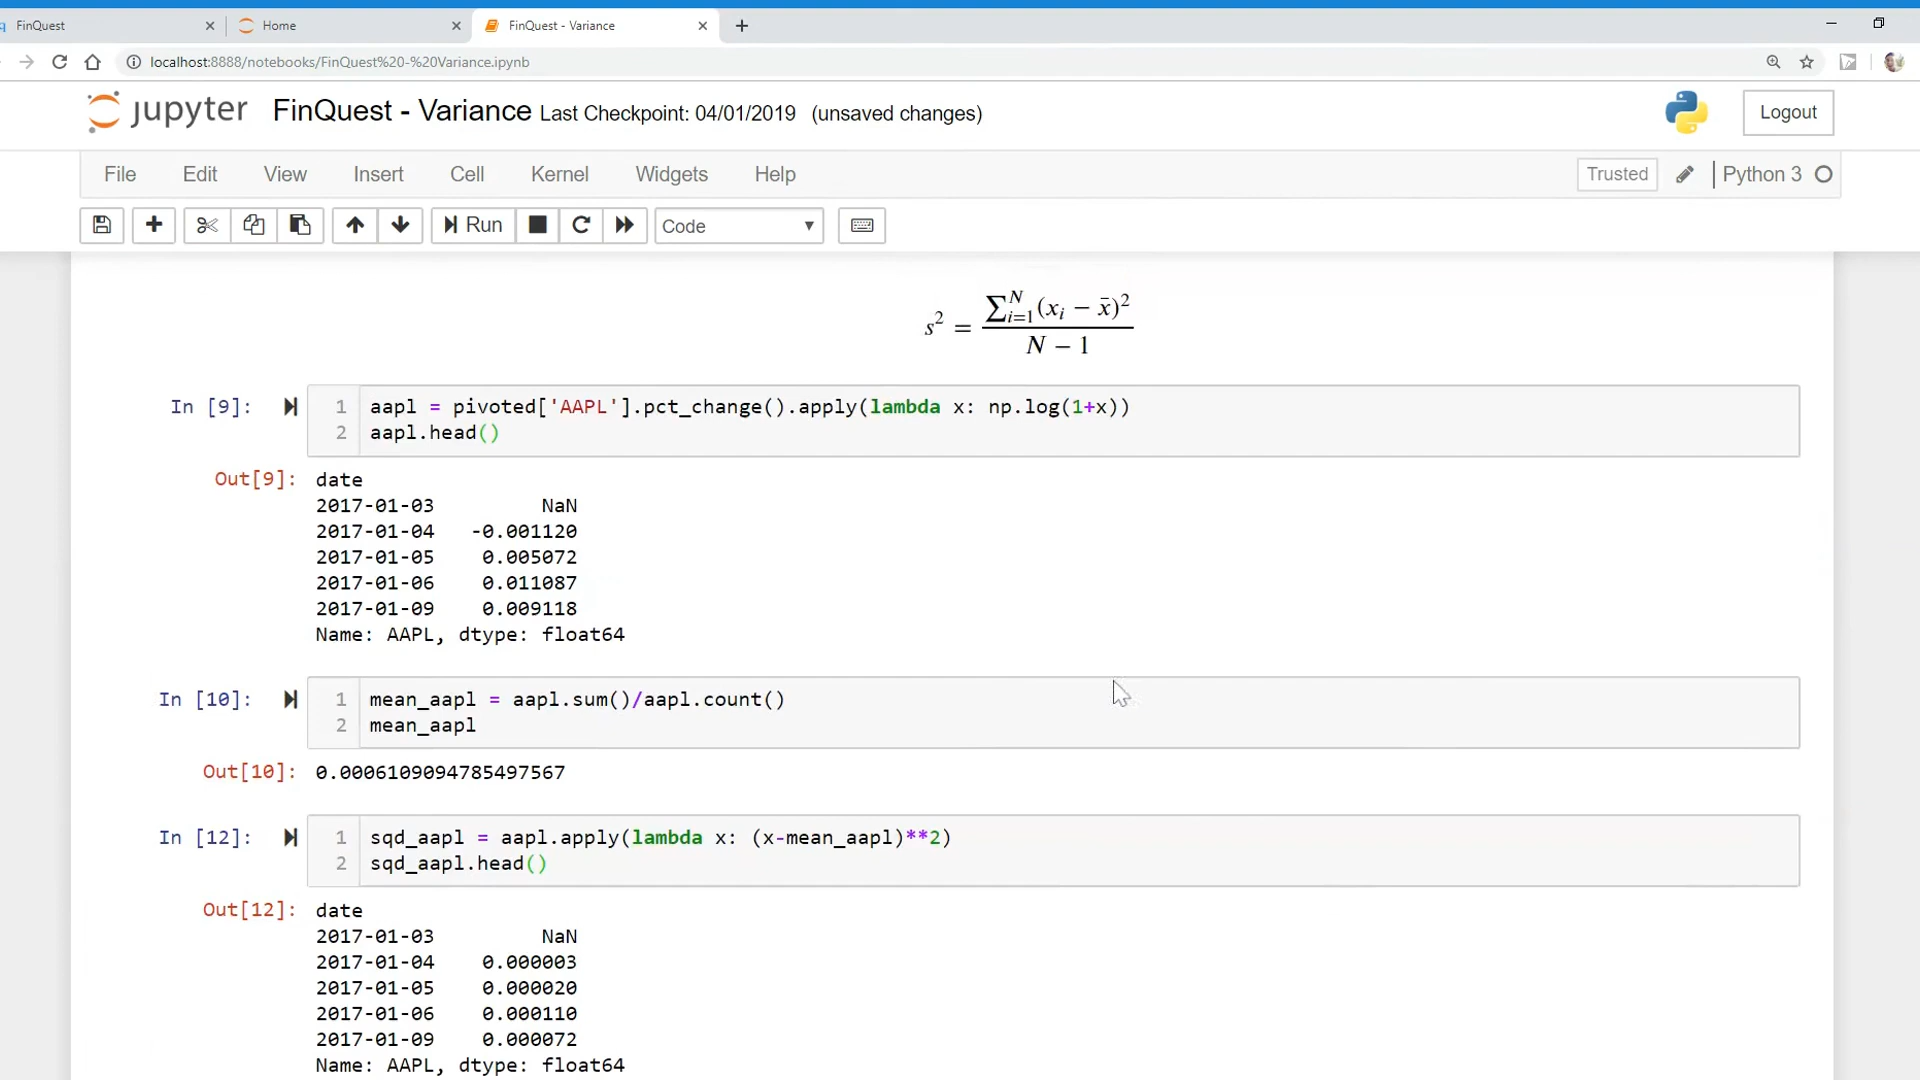 FinQuest
Home
FinQuest - Variance
localhost:8888/notebooks/FinQuest%20-%20Variance.ipynb
jupyter FinQuest - Variance Last Checkpoint: 04/01/2019 (unsaved changes)
Logout
File Edit View Insert Cell Kernel Widgets Help
Trusted
Python 3
Run
Code
s² = ∑ᵢ₌₁ᴺ (xᵢ − x̄)² / N − 1
In [9]:
1 aapl = pivoted['AAPL'].pct_change().apply(lambda x: np.log(1+x))
2 aapl.head()
Out[9]: date
2017-01-03 NaN
2017-01-04 -0.001120
2017-01-05 0.005072
2017-01-06 0.011087
2017-01-09 0.009118
Name: AAPL, dtype: float64
In [10]:
1 mean_aapl = aapl.sum()/aapl.count()
2 mean_aapl
Out[10]: 0.0006109094785497567
In [12]:
1 sqd_aapl = aapl.apply(lambda x: (x-mean_aapl)**2)
2 sqd_aapl.head()
Out[12]: date
2017-01-03 NaN
2017-01-04 0.000003
2017-01-05 0.000020
2017-01-06 0.000110
2017-01-09 0.000072
Name: AAPL, dtype: float64